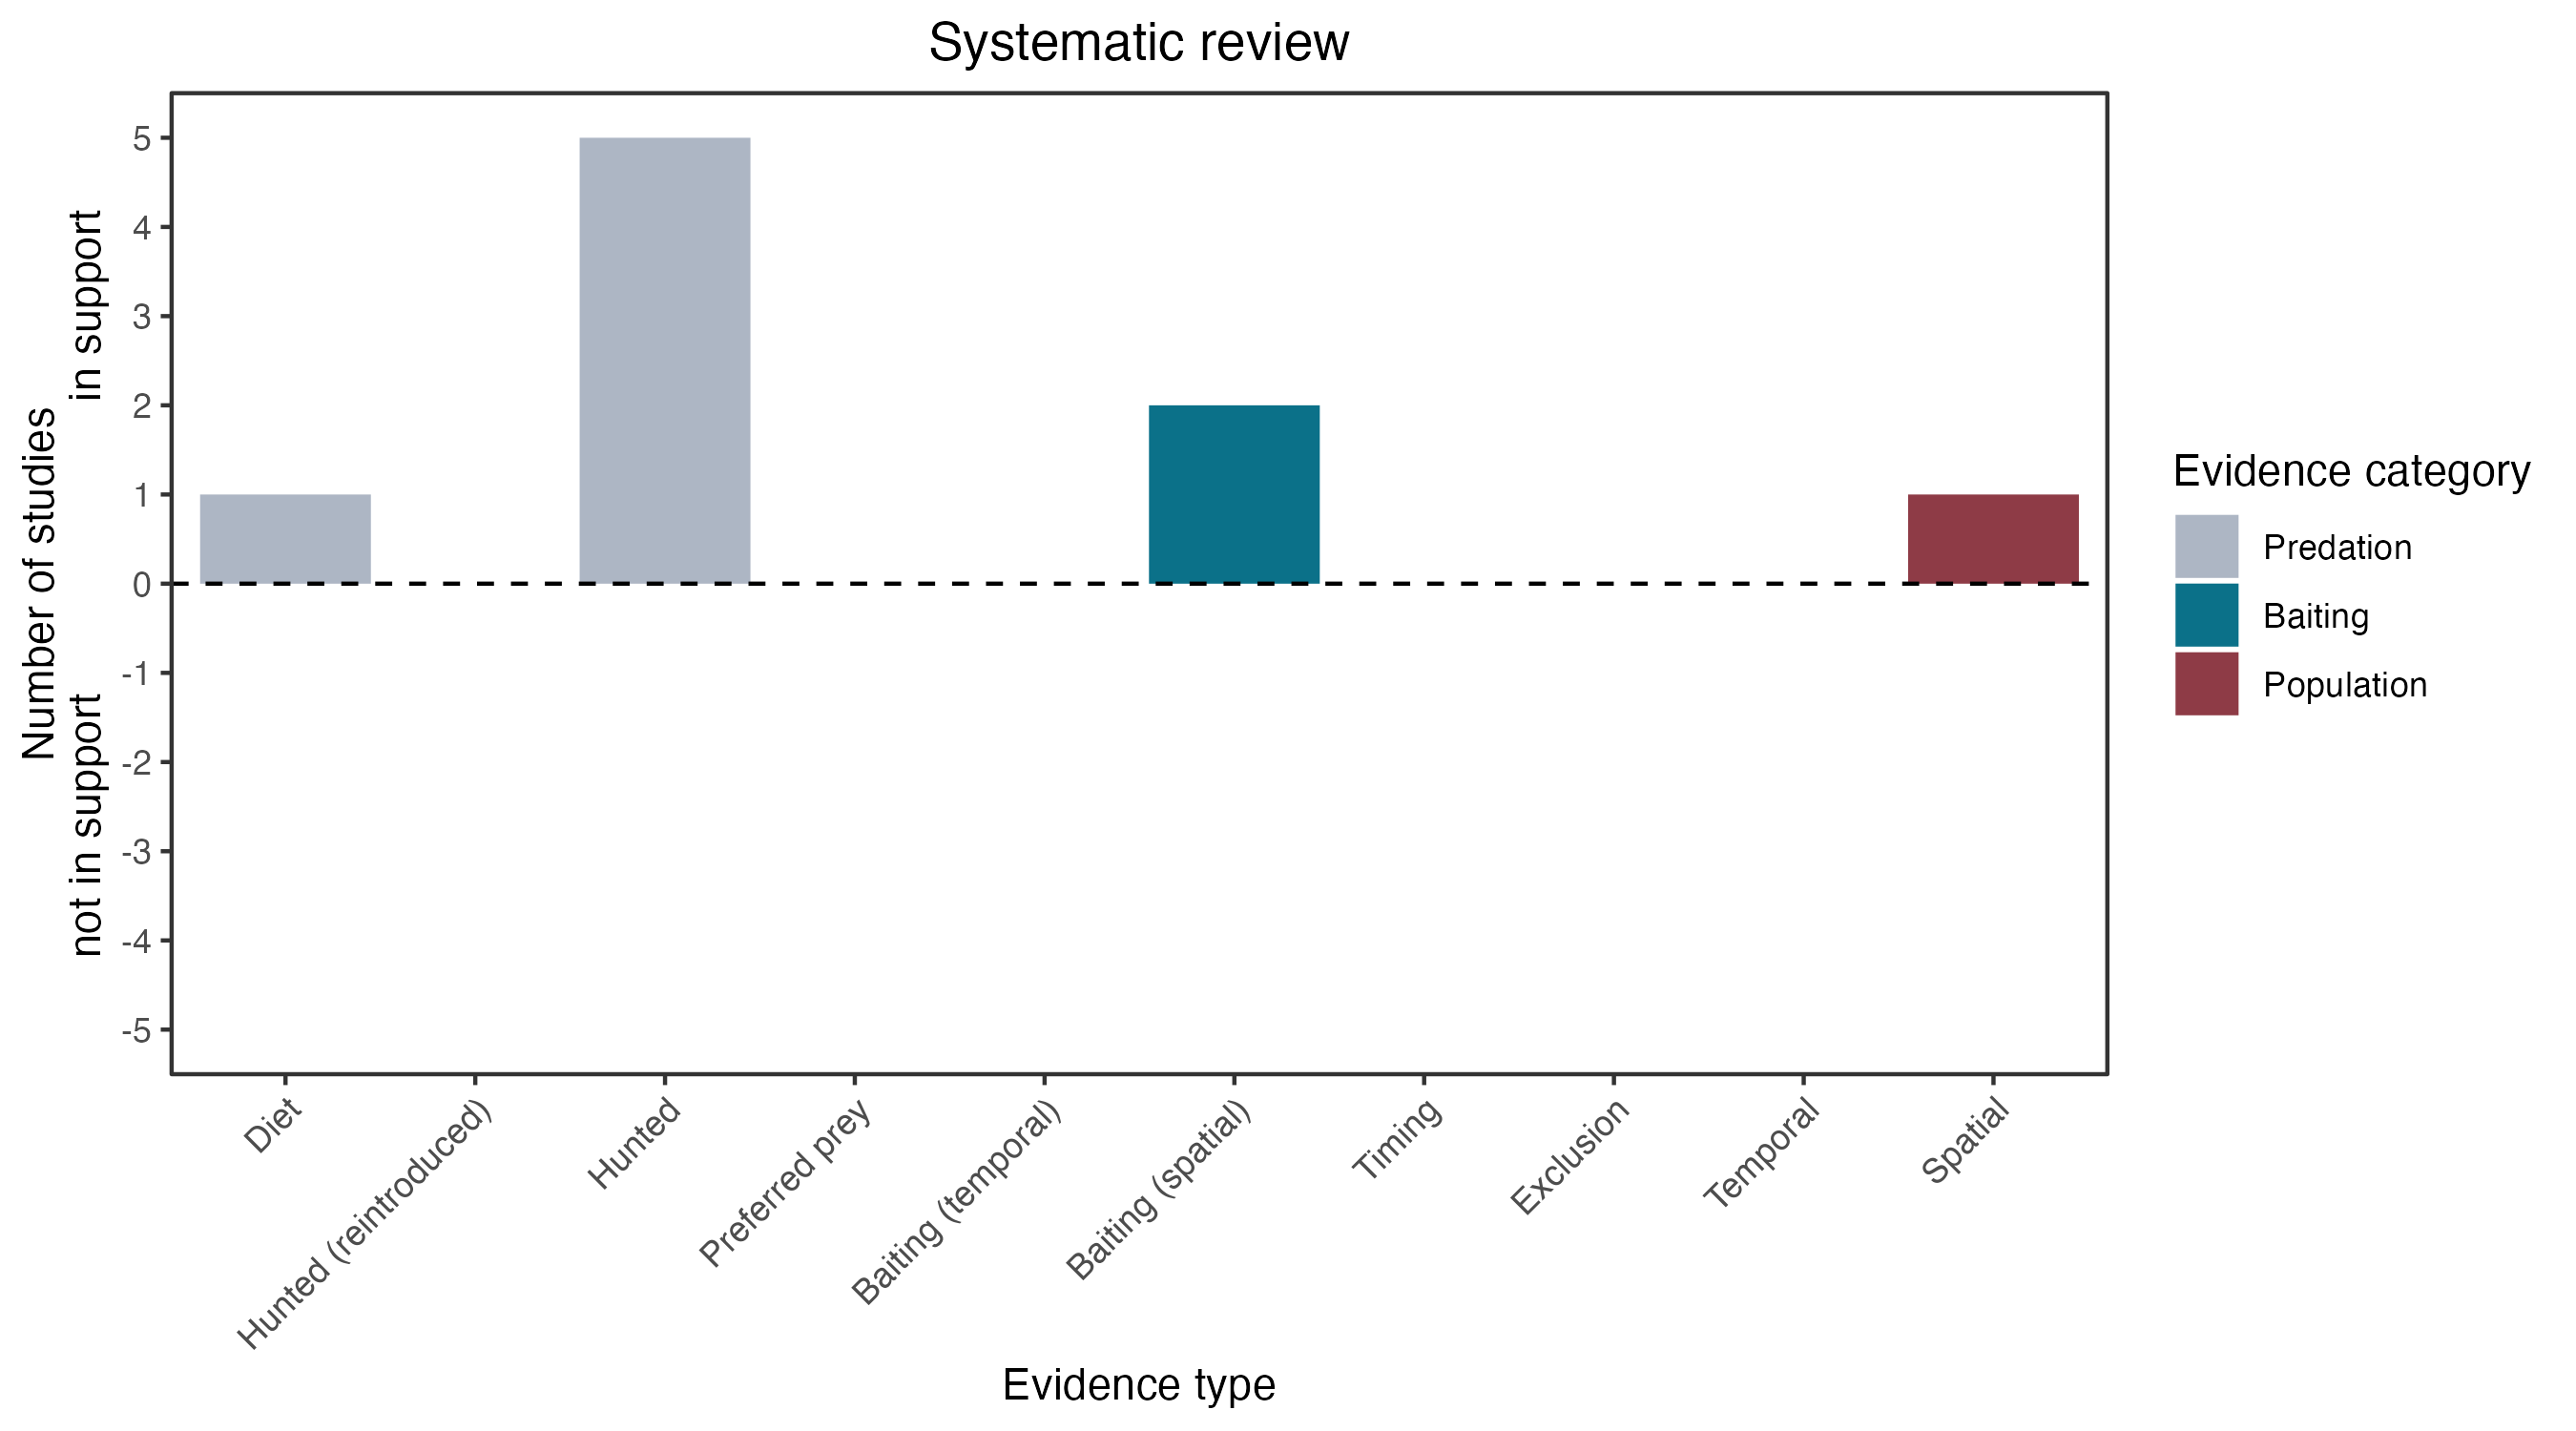 Systematic review
Number of studies
in support
not in support
5
4
3
2
1
0
-1
-2
-3
-4
-5
Diet
Hunted (reintroduced)
Hunted
Preferred prey
Baiting (temporal)
Baiting (spatial)
Timing
Exclusion
Temporal
Spatial
Evidence type
Evidence category
Predation
Baiting
Population